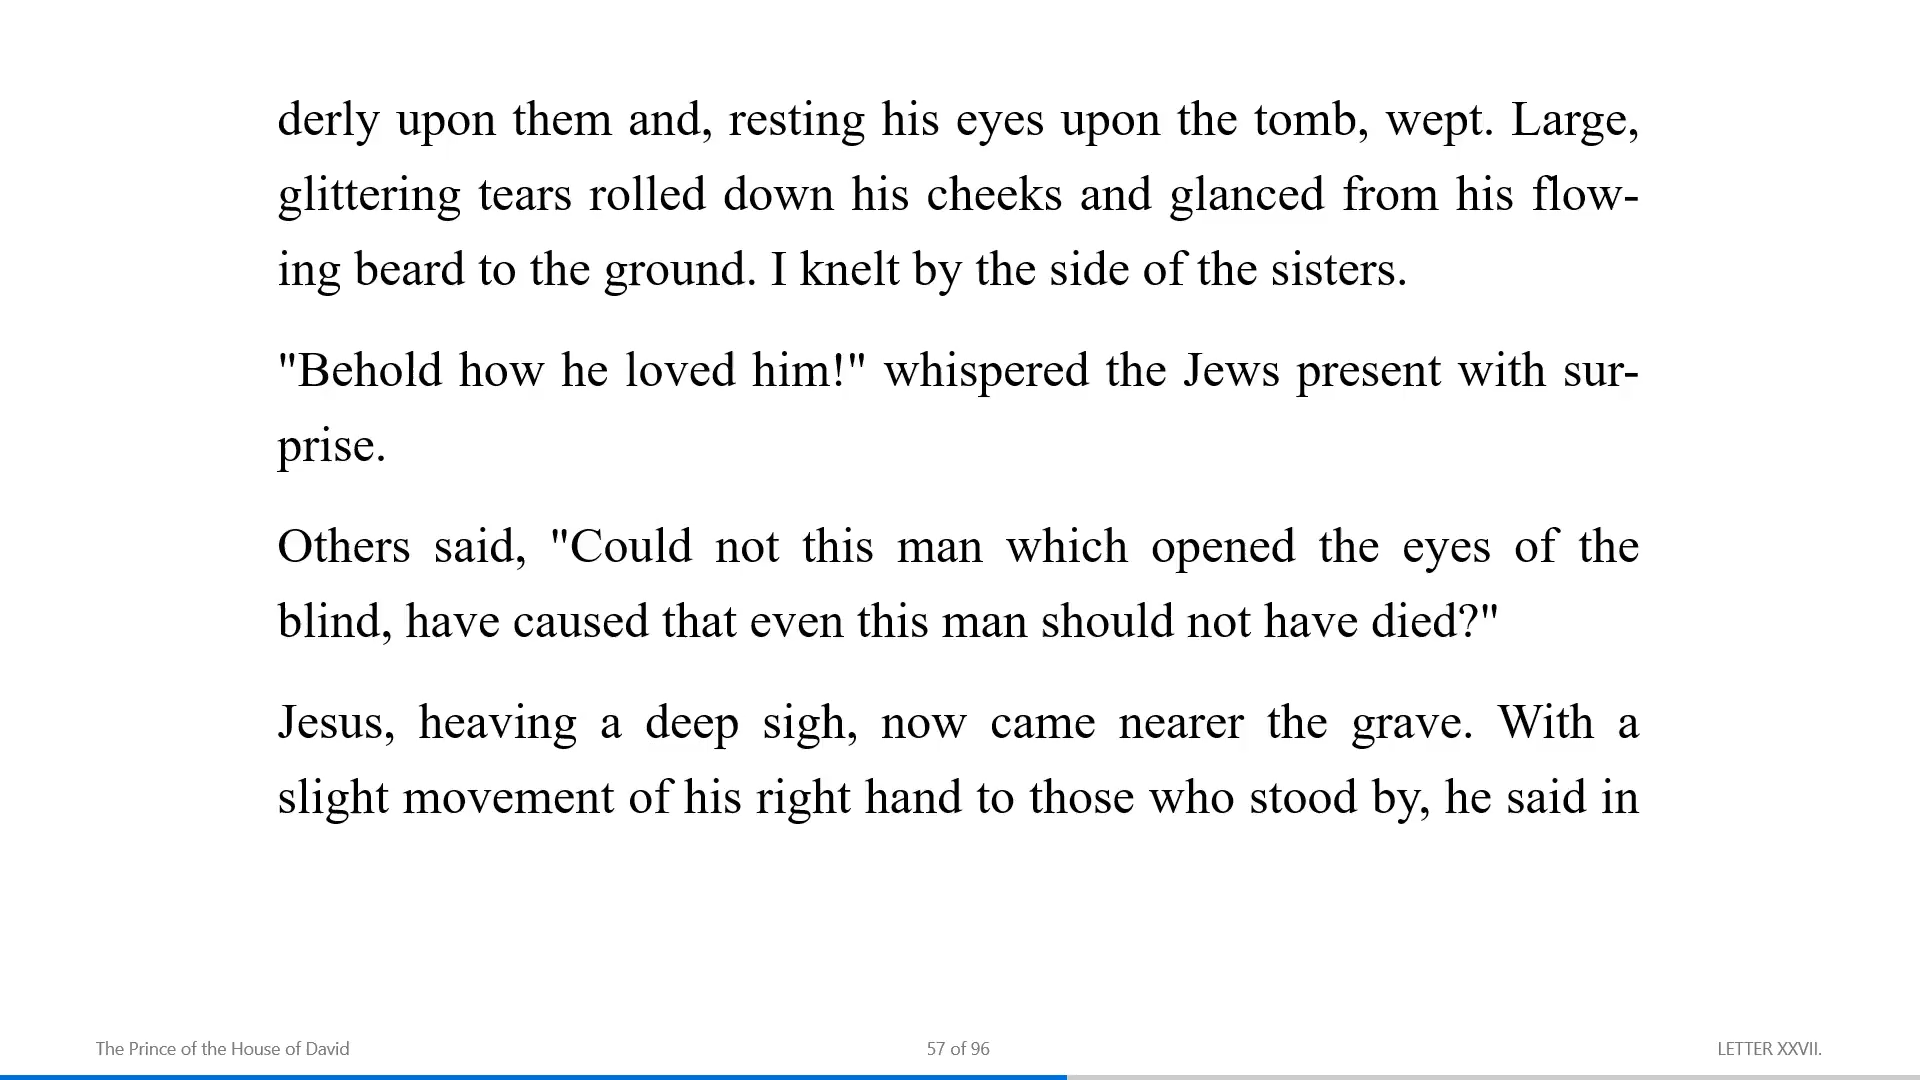 derly upon them and, resting his eyes upon the tomb, wept. Large,
glittering tears rolled down his cheeks and glanced from his flow-
ing beard to the ground. I knelt by the side of the sisters.
"Behold how he loved him!" whispered the Jews present with sur-
prise.
Others said, "Could not this man which opened the eyes of the
blind, have caused that even this man should not have died?"
Jesus, heaving a deep sigh, now came nearer the grave. With a
slight movement of his right hand to those who stood by, he said in
The Prince of the House of David
57 of 96
LETTER XXVII.